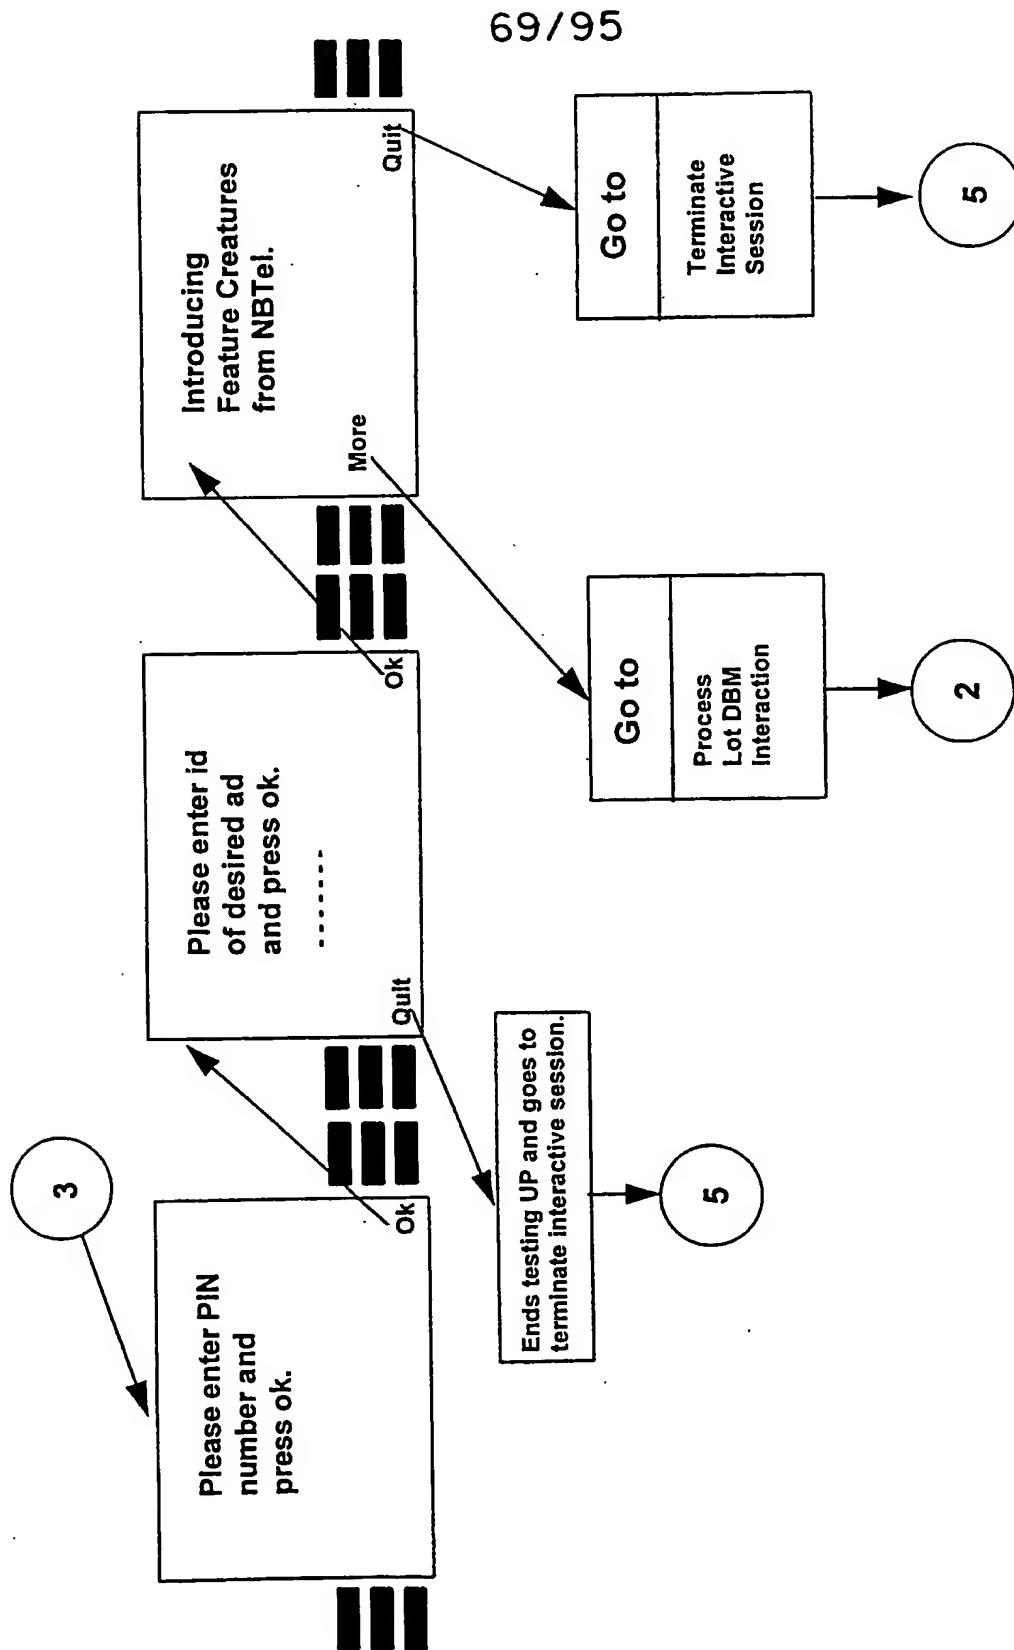 69/95
3
Please enter PIN
number and
press ok.
Ok
Please enter id
of desired ad
and press ok.
-------
Quit
Ok
Introducing
Feature Creatures
from NBTel.
More
Quit
Ends testing UP and goes to
terminate interactive session.
5
Go to
Process
Lot DBM
Interaction
2
Go to
Terminate
Interactive
Session
5